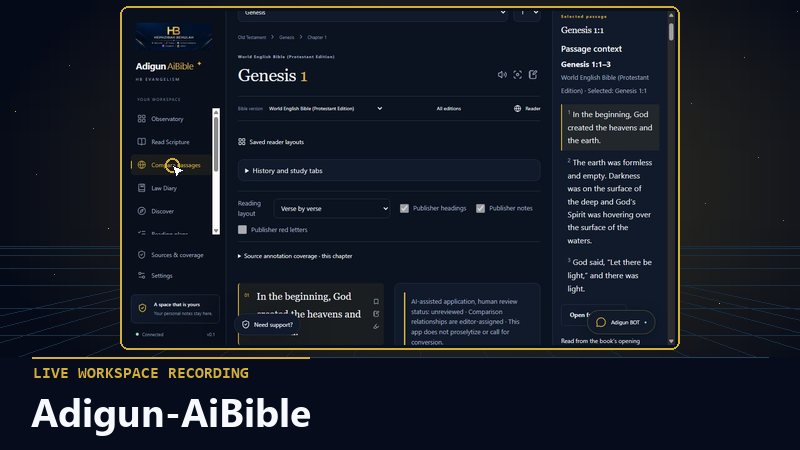 Genesis
1
HB
HEPHZIBAH BEHULAH
Adigun AiBible
HB EVANGELISM
YOUR WORKSPACE
Observatory
Read Scripture
Compare passages
Law Diary
Discover
Reading plans
Sources & coverage
Settings
A space that is yours
Your personal notes stay here.
Connected
v0.1
Old Testament > Genesis > Chapter 1
World English Bible (Protestant Edition)
Genesis 1
Bible version
World English Bible (Protestant Edition)
All editions
Reader
Saved reader layouts
History and study tabs
Reading layout
Verse by verse
Publisher headings
Publisher notes
Publisher red letters
Source annotation coverage · this chapter
01
In the beginning, God
created the heavens and
Need support?
AI-assisted application, human review
status: unreviewed · Comparison
relationships are editor-assigned · This
app does not proselytize or call for
conversion.
Selected passage
Genesis 1:1
Passage context
Genesis 1:1–3
World English Bible (Protestant
Edition) · Selected: Genesis 1:1
1 In the beginning, God
created the heavens and
the earth.
2 The earth was formless
and empty. Darkness
was on the surface of
the deep and God's
Spirit was hovering over
the surface of the
waters.
3 God said, “Let there be
light,” and there was
light.
Open f
Adigun BOT
Read from the book's opening
LIVE WORKSPACE RECORDING
Adigun-AiBible